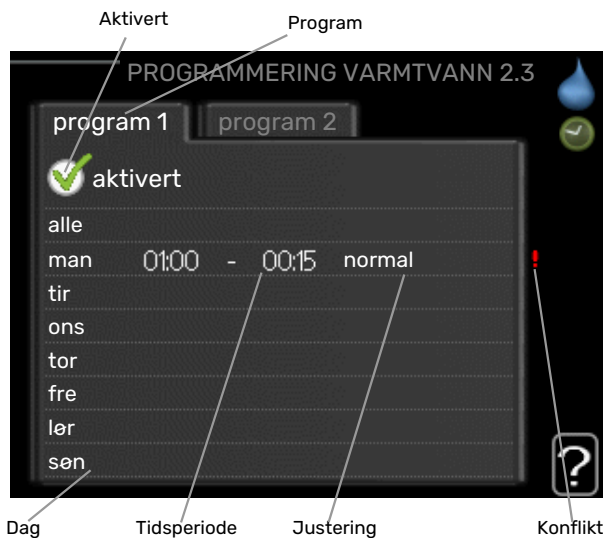 Aktivert
Program
PROGRAMMERING VARMTVANN 2.3
program 1
program 2
aktivert
alle
man 01:00 - 00:15 normal !
tir
ons
tor
fre
lør
søn
?
Dag
Tidsperiode
Justering
Konflikt